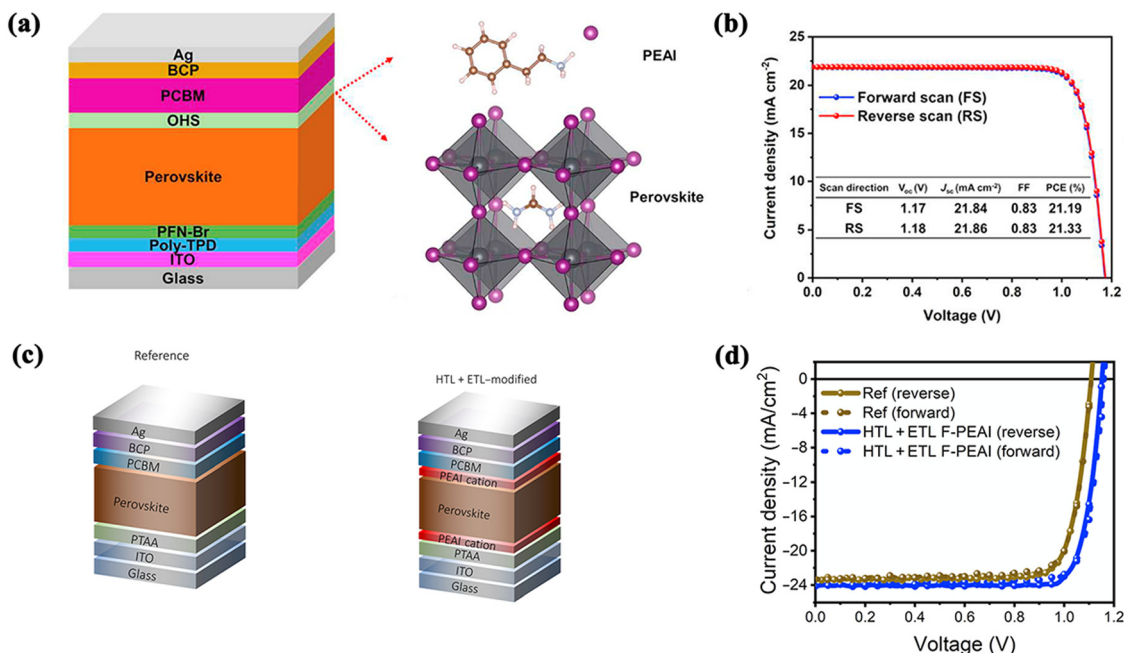 (a)
Ag
BCP
PCBM
OHS
Perovskite
PFN-Br
Poly-TPD
ITO
Glass
PEAI
Perovskite
(b)
Current density (mA cm⁻²)
25
20
15
10
5
0
Forward scan (FS)
Reverse scan (RS)
Scan direction Voc (V) Jsc (mA cm⁻²) FF PCE (%)
FS 1.17 21.84 0.83 21.19
RS 1.18 21.86 0.83 21.33
0.0 0.2 0.4 0.6 0.8 1.0 1.2
Voltage (V)
(c)
Reference
Ag
BCP
PCBM
Perovskite
PTAA
ITO
Glass
HTL + ETL–modified
Ag
BCP
PCBM
PEAI cation
Perovskite
PEAI cation
PTAA
ITO
Glass
(d)
Current density (mA/cm²)
0
−4
−8
−12
−16
−20
−24
Ref (reverse)
Ref (forward)
HTL + ETL F-PEAI (reverse)
HTL + ETL F-PEAI (forward)
0.0 0.2 0.4 0.6 0.8 1.0 1.2
Voltage (V)